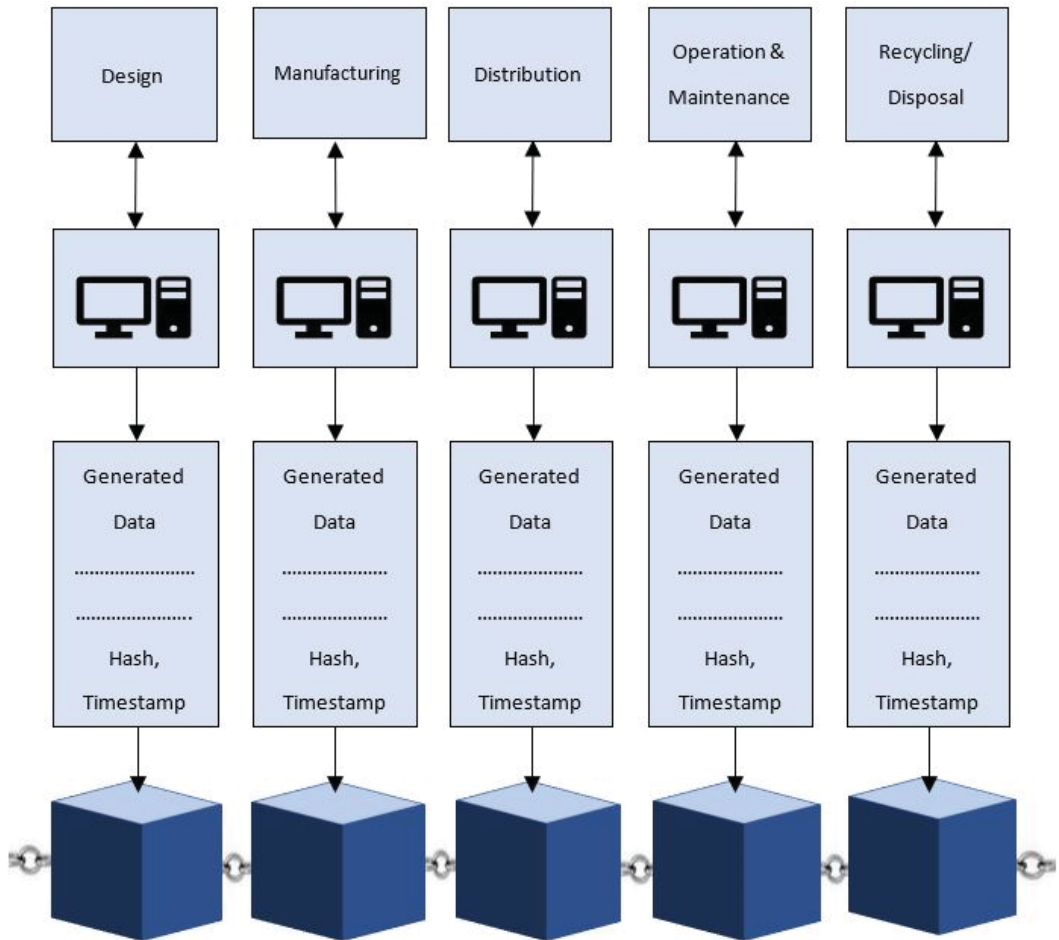 Design
Manufacturing
Distribution
Operation &
Maintenance
Recycling/
Disposal
Generated
Data
.........................
........................
Hash,
Timestamp
Generated
Data
......................
......................
Hash,
Timestamp
Generated
Data
......................
......................
Hash,
Timestamp
Generated
Data
......................
......................
Hash,
Timestamp
Generated
Data
......................
......................
Hash,
Timestamp